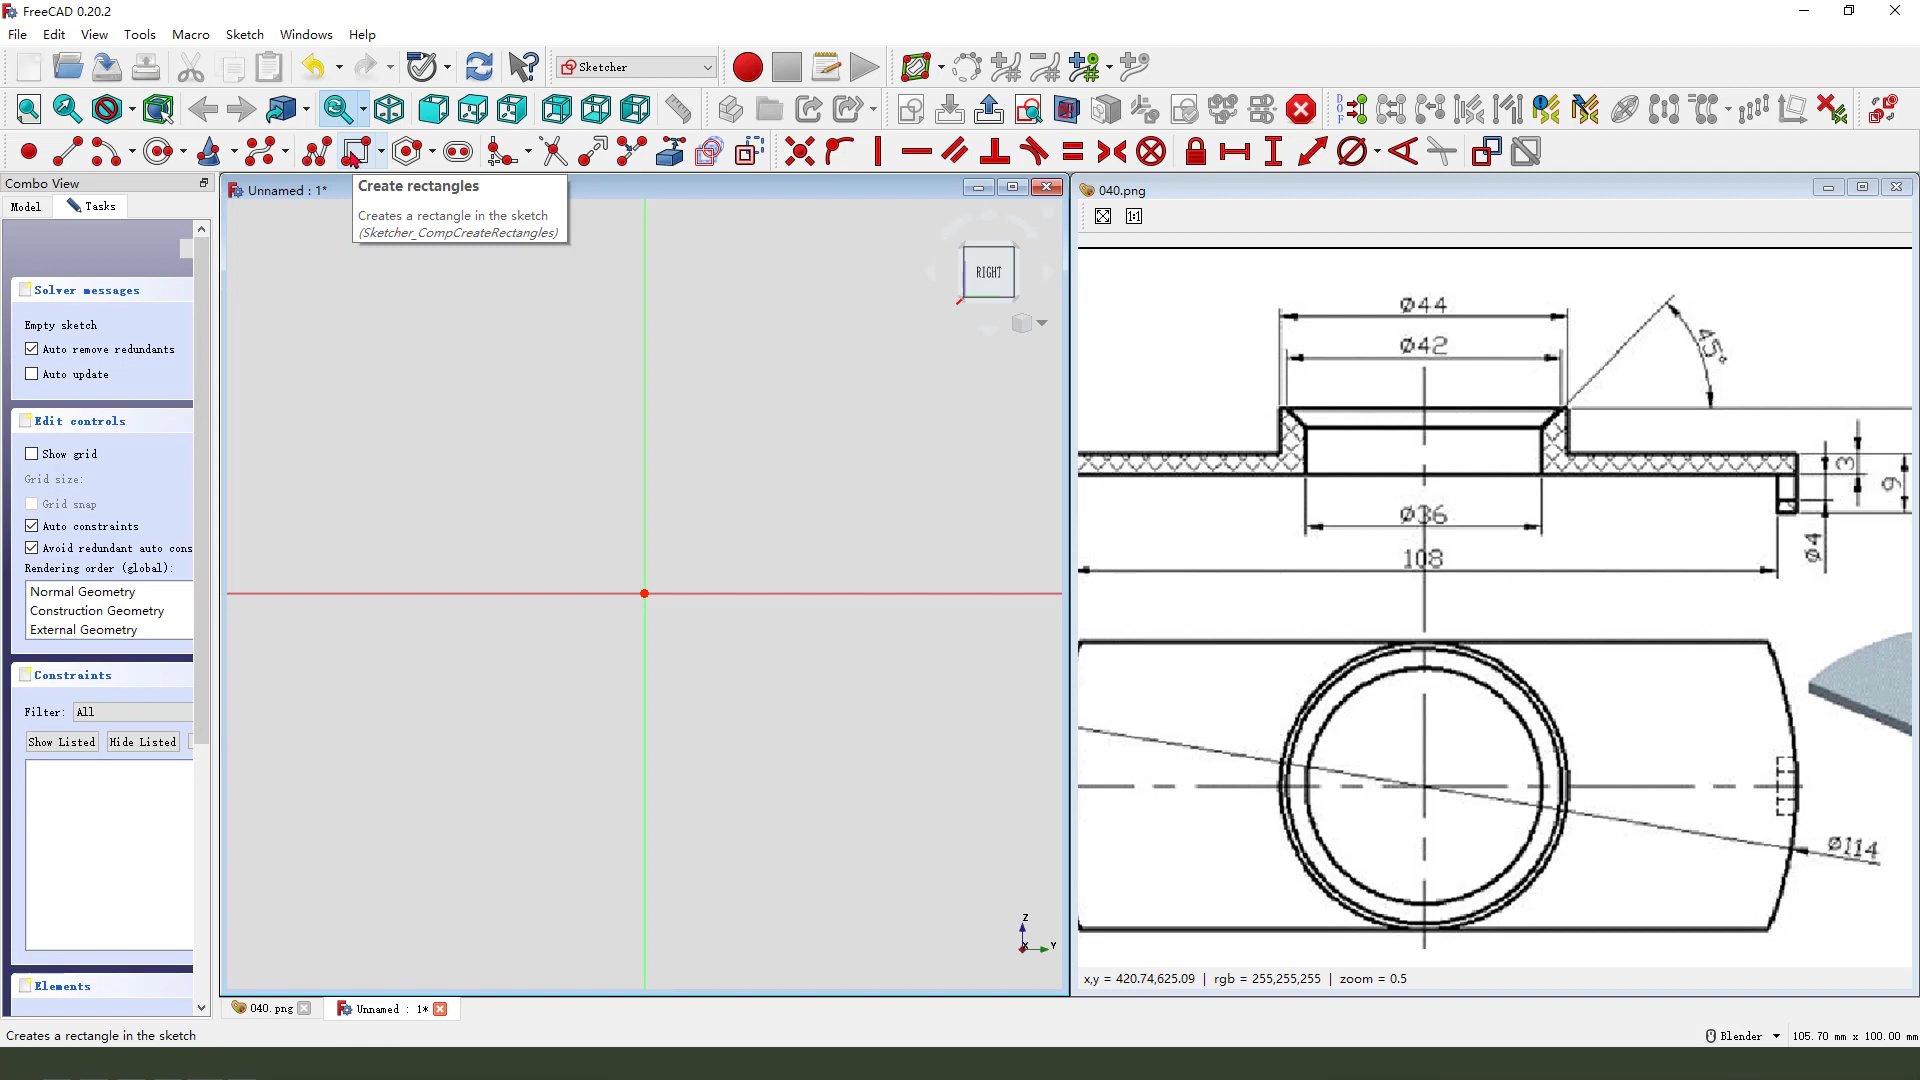 FreeCAD 0.20.2
File Edit View Tools Macro Sketch Windows Help
Sketcher
Combo View
Model Tasks
Solver messages
Empty sketch
Auto remove redundants
Auto update
Edit controls
Show grid
Grid size:
Grid snap
Auto constraints
Avoid redundant auto cons
Rendering order (global):
Normal Geometry
Construction Geometry
External Geometry
Constraints
Filter: All
Show Listed Hide Listed
Elements
Unnamed : 1*
Create rectangles
Creates a rectangle in the sketch
(Sketcher_CompCreateRectangles)
RIGHT
Z
X
Y
040.png
1:1
ø44
ø42
45°
3
9
ø36
ø4
108
ø114
x,y = 420.74,625.09 | rgb = 255,255,255 | zoom = 0.5
040.png Unnamed : 1*
Creates a rectangle in the sketch
Blender 105.70 mm x 100.00 mm